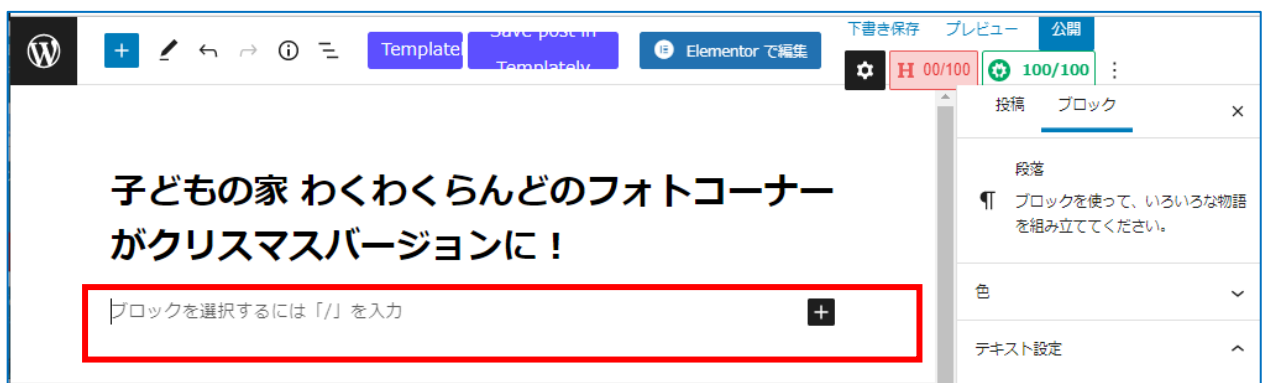 下書き保存 プレビュー 公開
Template
Save post in
Templately
Elementor で編集
H 00/100 100/100
投稿 ブロック ×
子どもの家 わくわくらんどのフォトコーナー
がクリスマスバージョンに！
ブロックを選択するには「/」を入力
段落
ブロックを使って、いろいろな物語
を組み立ててください。
色
テキスト設定